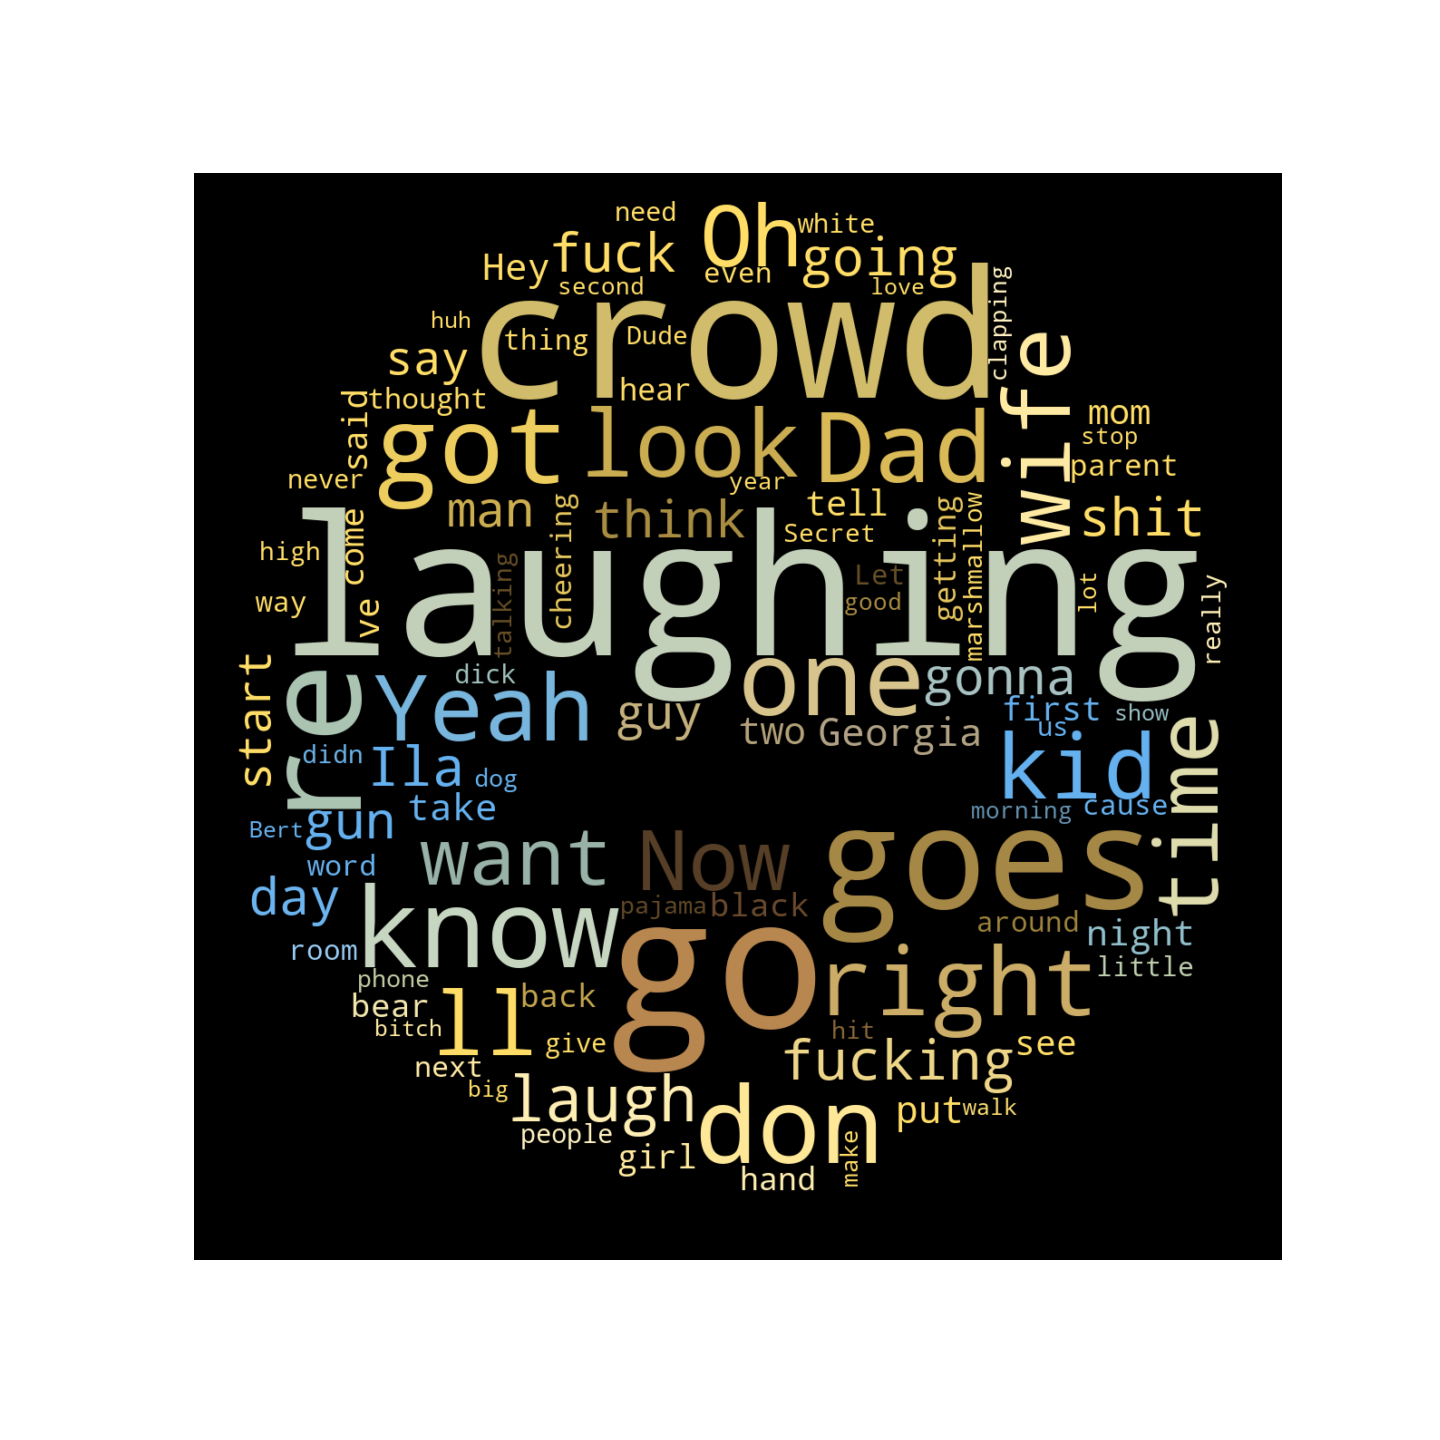 need
Oh
white
Hey
fuck
going
even
second
love
crowd
clapping
huh
thing
Dude
wife
say
hear
thought
said
got
look
Dad
mom
stop
parent
never
year
man
cheering
think
tell
Secret
getting
marshmallow
shit
high
come
laughing
talking
Let
good
lot
really
way
ve
start
re
dick
Yeah
guy
one
gonna
two
Georgia
first
show
us
didn
Ila
dog
kid
time
Bert
gun
take
morning
cause
word
want
Now
goes
day
know
pajama
black
around
night
room
go
right
little
phone
bear
ll
back
bitch
give
hit
fucking
see
next
big
laugh
don
put
walk
people
girl
hand
make